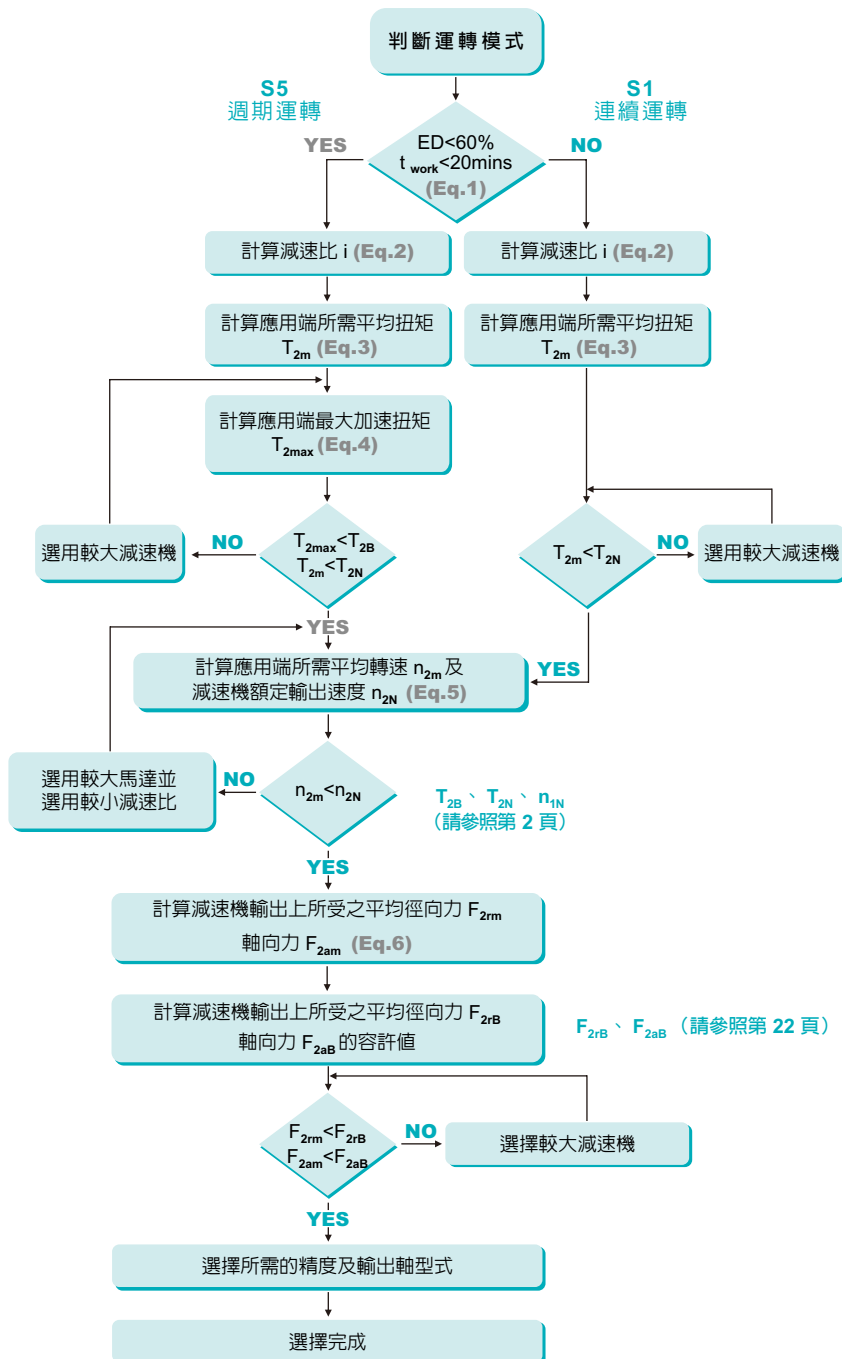 判斷運轉模式
S5
週期運轉
S1
連續運轉
YES
ED<60%
t work<20mins
(Eq.1)
NO
計算減速比 i (Eq.2)
計算減速比 i (Eq.2)
計算應用端所需平均扭矩
T2m (Eq.3)
計算應用端所需平均扭矩
T2m (Eq.3)
計算應用端最大加速扭矩
T2max (Eq.4)
選用較大減速機
NO
T2max<T2B
T2m<T2N
T2m<T2N
NO
選用較大減速機
YES
YES
計算應用端所需平均轉速 n2m 及
減速機額定輸出速度 n2N (Eq.5)
選用較大馬達並
選用較小減速比
NO
n2m<n2N
T2B、T2N、n1N
（請參照第 2 頁）
YES
計算減速機輸出上所受之平均徑向力 F2rm
軸向力 F2am (Eq.6)
計算減速機輸出上所受之平均徑向力 F2rB
軸向力 F2aB 的容許值
F2rB、F2aB（請參照第 22 頁）
F2rm<F2rB
F2am<F2aB
NO
選擇較大減速機
YES
選擇所需的精度及輸出軸型式
選擇完成